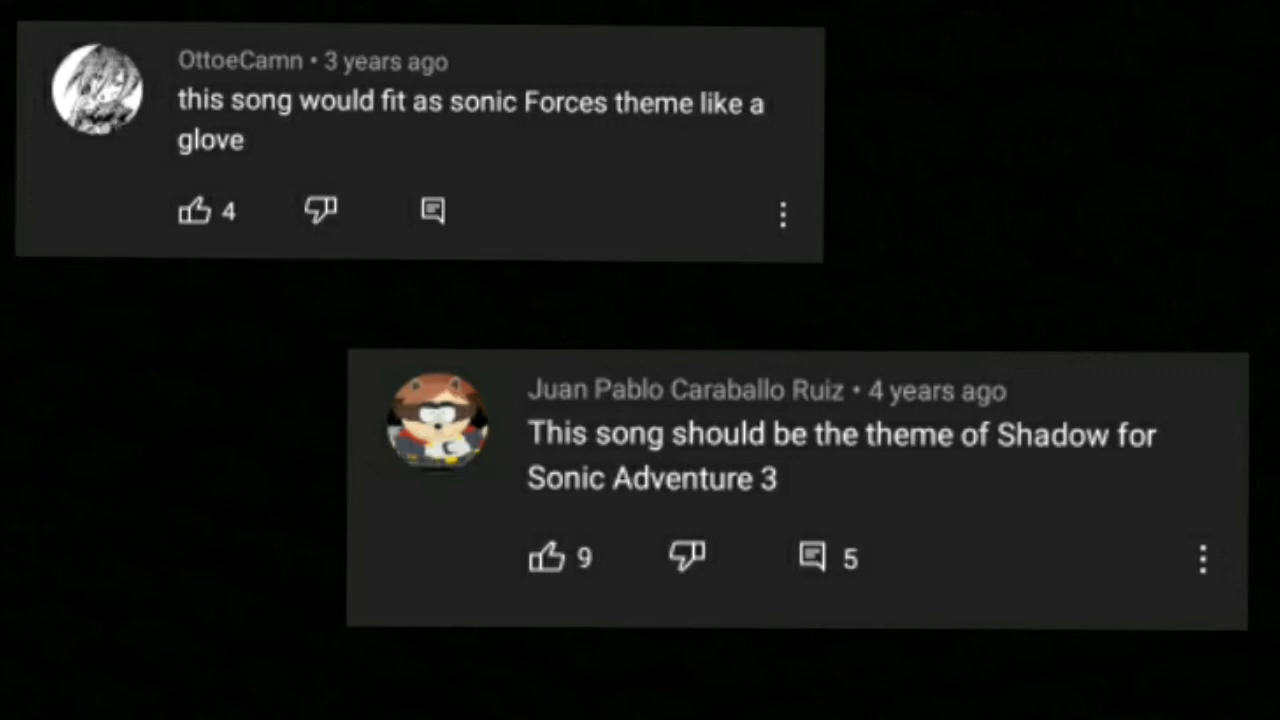 OttoeCamn • 3 years ago
this song would fit as sonic Forces theme like a
glove
4
Juan Pablo Caraballo Ruiz • 4 years ago
This song should be the theme of Shadow for
Sonic Adventure 3
9 5